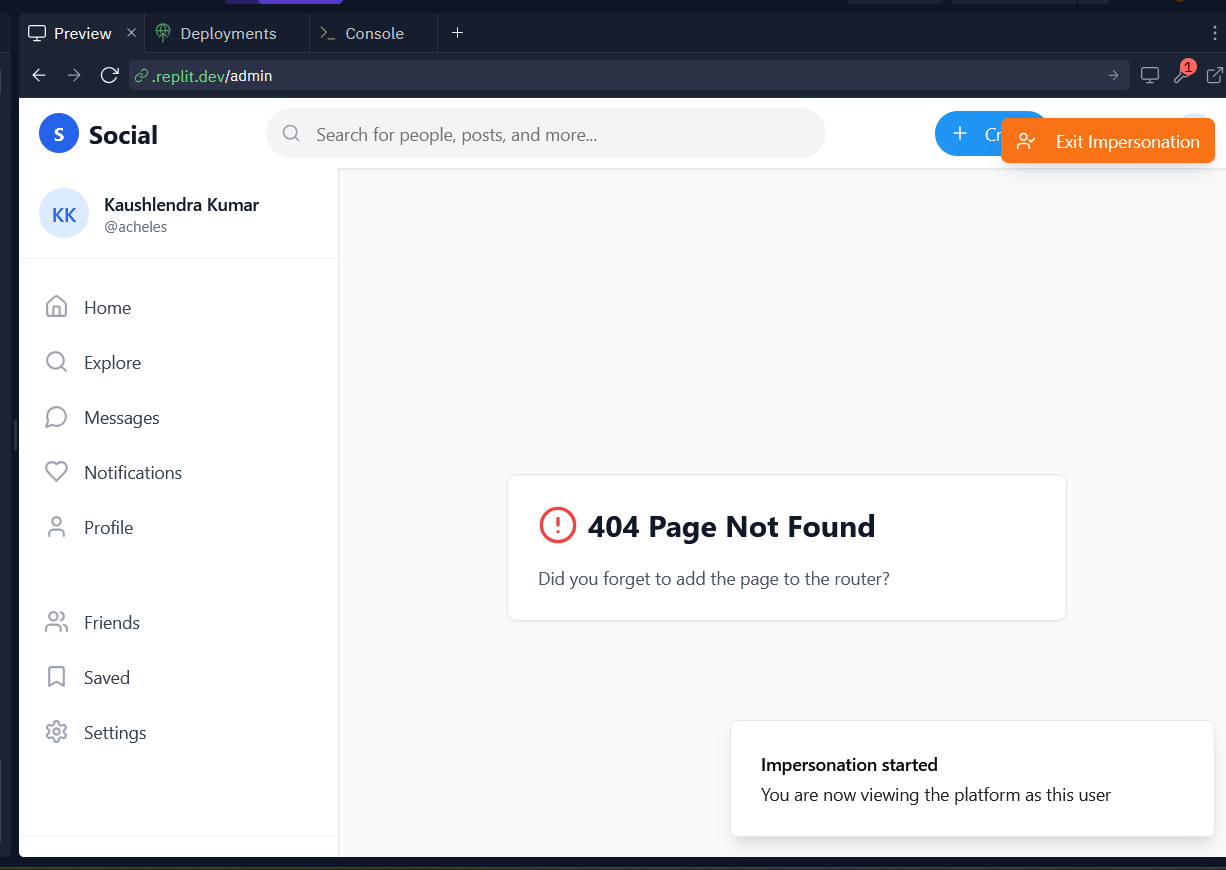 Preview
Deployments
Console
.replit.dev/admin
1
S Social
Search for people, posts, and more...
Exit Impersonation
KK
Kaushlendra Kumar
@acheles
Home
Explore
Messages
Notifications
Profile
Friends
Saved
Settings
404 Page Not Found
Did you forget to add the page to the router?
Impersonation started
You are now viewing the platform as this user